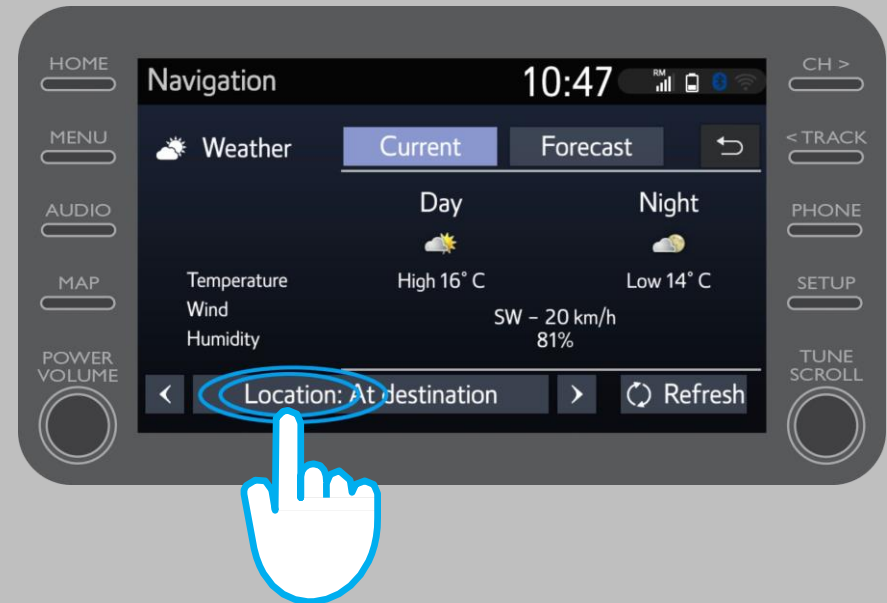 HOME
MENU
AUDIO
MAP
POWER
VOLUME
Navigation 10:47 RM
Weather Current Forecast
Day Night
Temperature High 16° C Low 14° C
Wind SW – 20 km/h
Humidity 81%
< Location: At destination > Refresh
CH >
< TRACK
PHONE
SETUP
TUNE
SCROLL